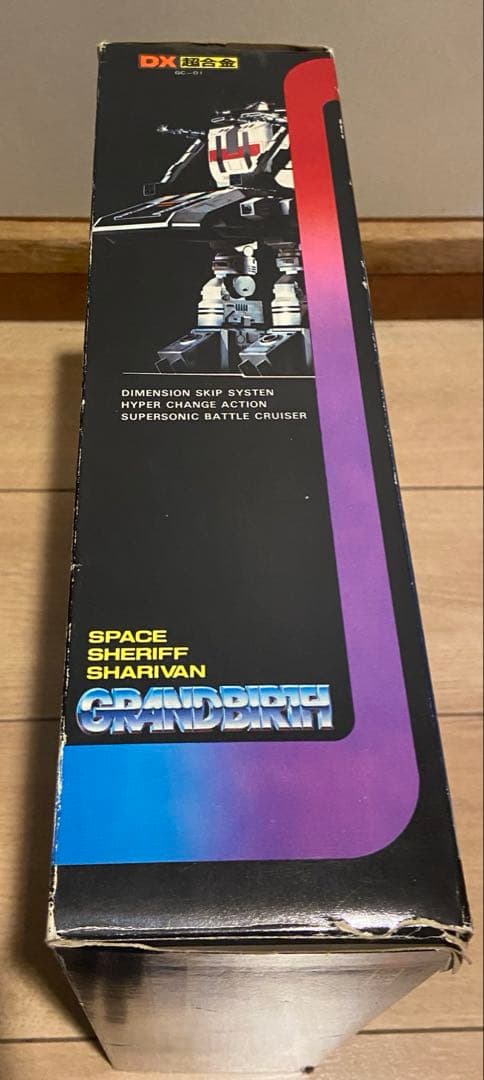 DX 超合金
GC-01
DIMENSION SKIP SYSTEN
HYPER CHANGE ACTION
SUPERSONIC BATTLE CRUISER
SPACE
SHERIFF
SHARIVAN
GRANDBIRTH